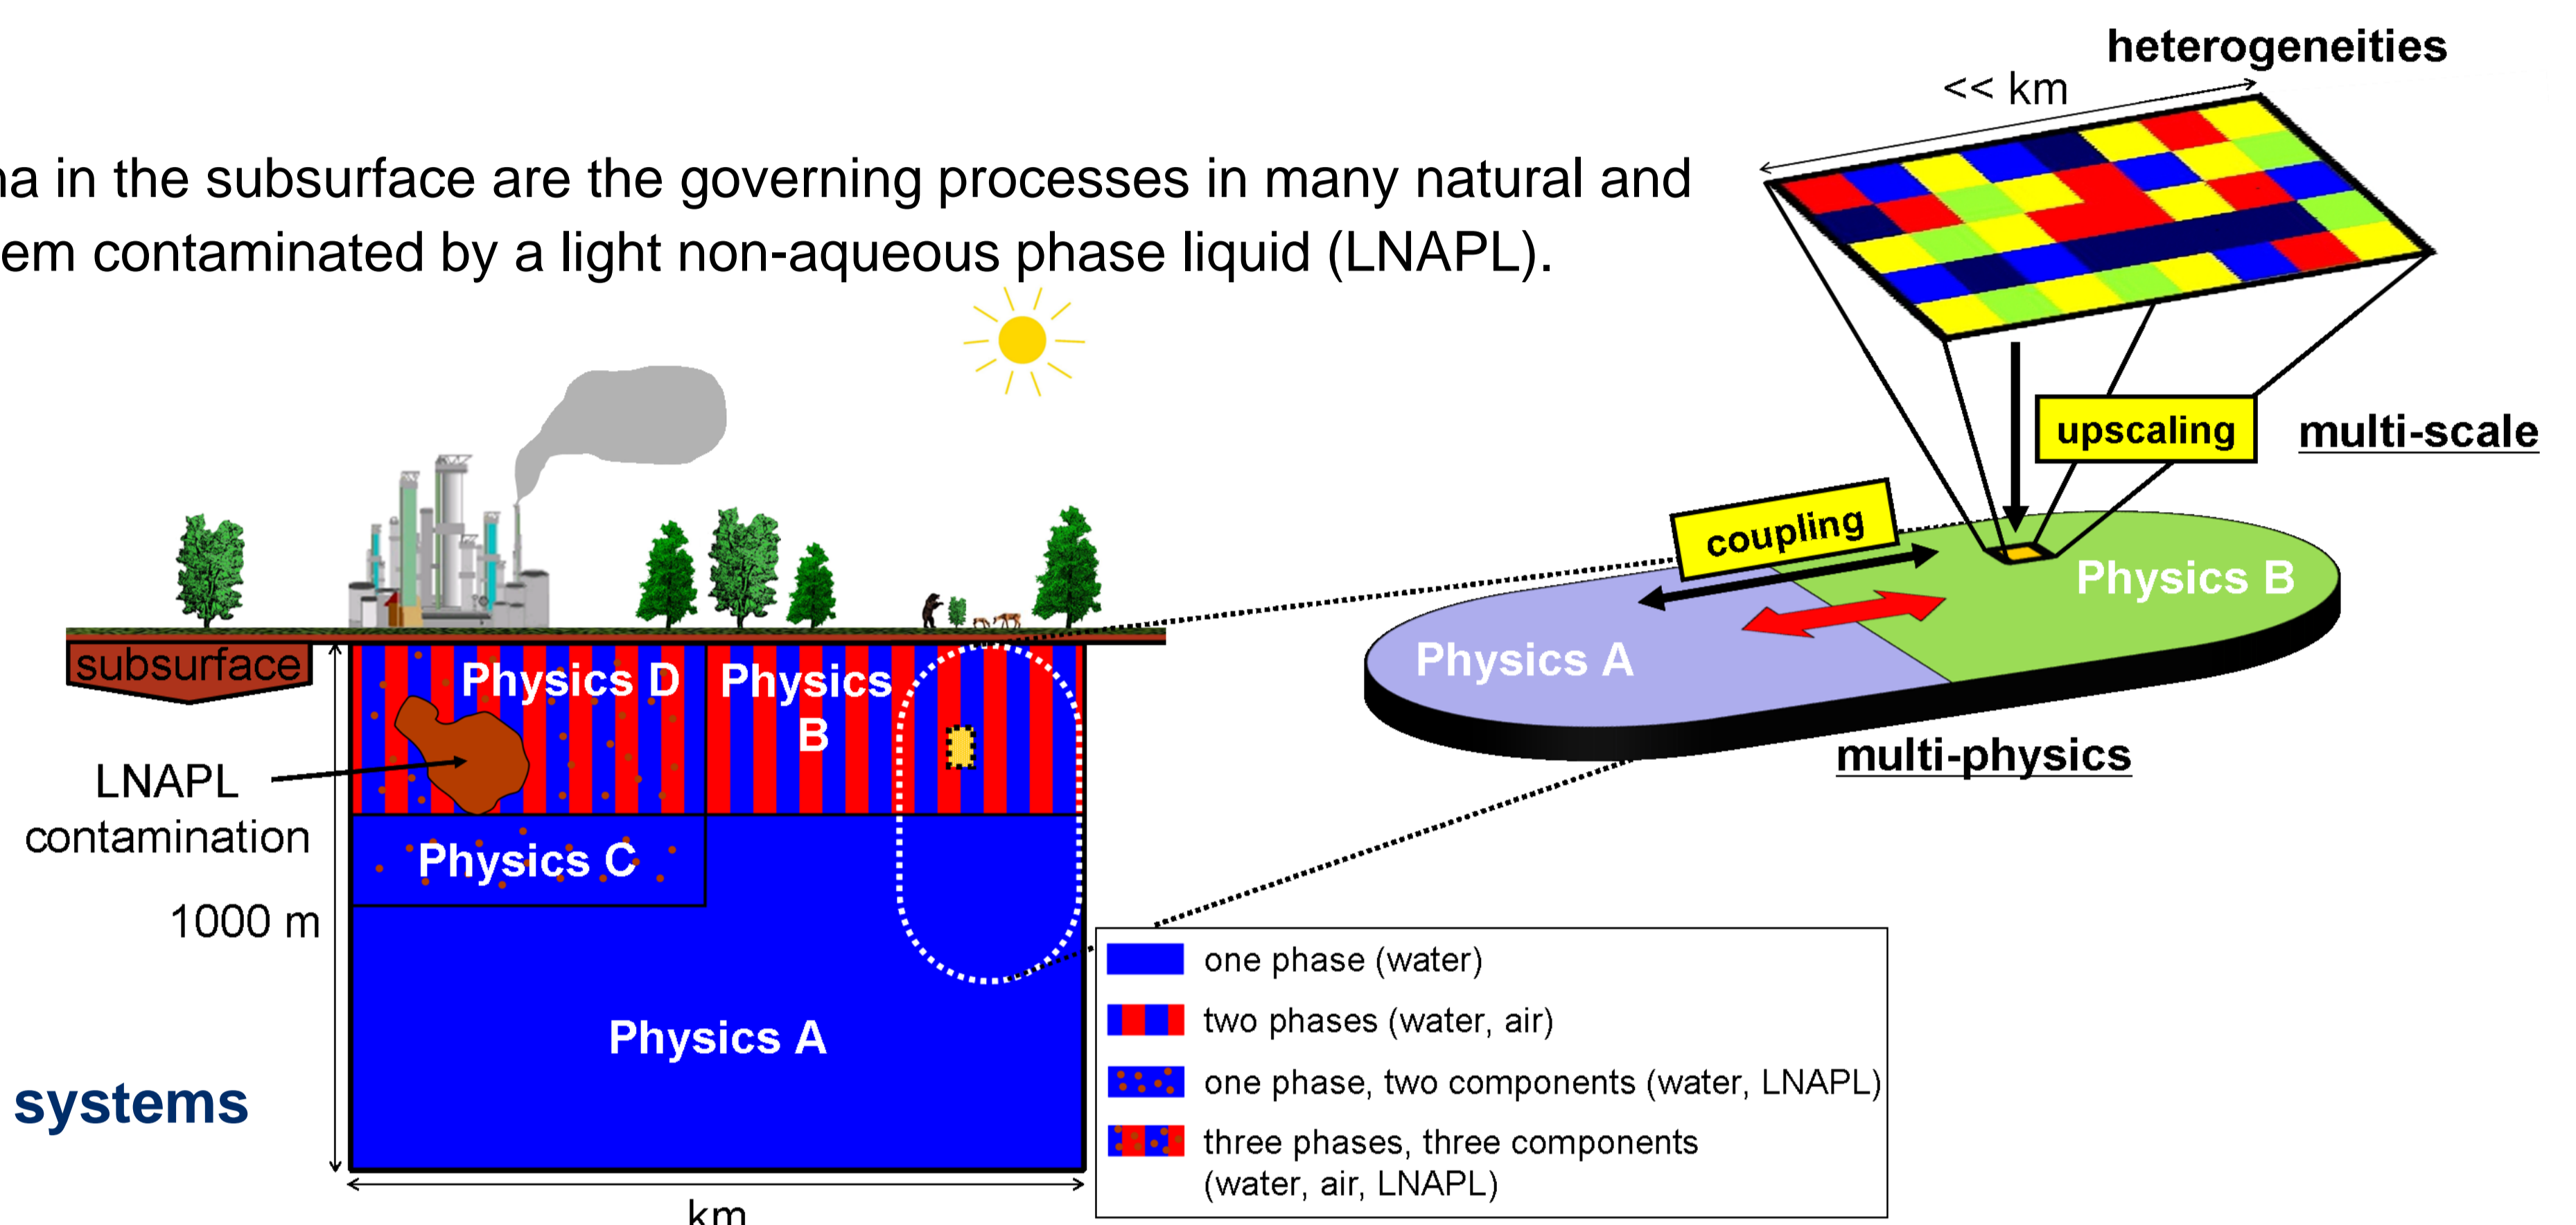 heterogeneities
<< km
na in the subsurface are the governing processes in many natural and
em contaminated by a light non-aqueous phase liquid (LNAPL).
upscaling
multi-scale
coupling
Physics B
Physics A
multi-physics
subsurface
Physics D
Physics
B
LNAPL
contamination
Physics C
1000 m
Physics A
systems
km
one phase (water)
two phases (water, air)
one phase, two components (water, LNAPL)
three phases, three components
(water, air, LNAPL)